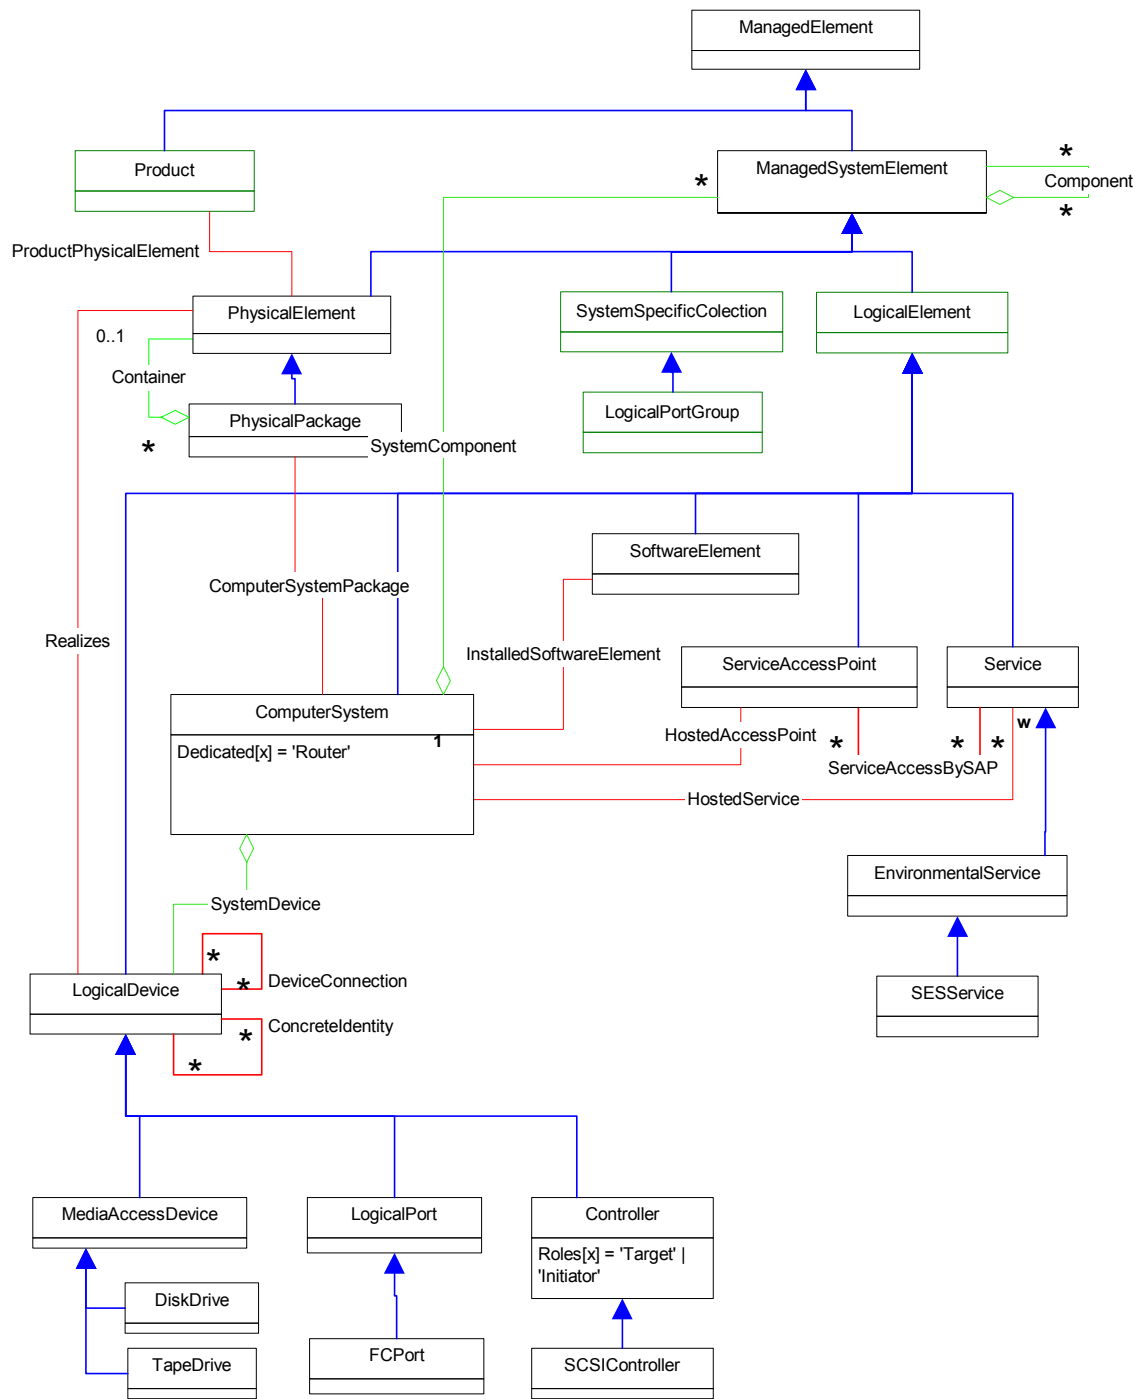 ManagedElement
Product
ManagedSystemElement
*
*
Component
*
ProductPhysicalElement
PhysicalElement
SystemSpecificColection
LogicalElement
0..1
Container
PhysicalPackage
LogicalPortGroup
*
SystemComponent
SoftwareElement
ComputerSystemPackage
Realizes
InstalledSoftwareElement
ServiceAccessPoint
Service
ComputerSystem
1
Dedicated[x] = 'Router'
HostedAccessPoint
w
*
*
*
ServiceAccessBySAP
HostedService
EnvironmentalService
SystemDevice
*
*
DeviceConnection
LogicalDevice
SESService
ConcreteIdentity
*
*
MediaAccessDevice
LogicalPort
Controller
Roles[x] = 'Target' |
'Initiator'
DiskDrive
TapeDrive
FCPort
SCSIController